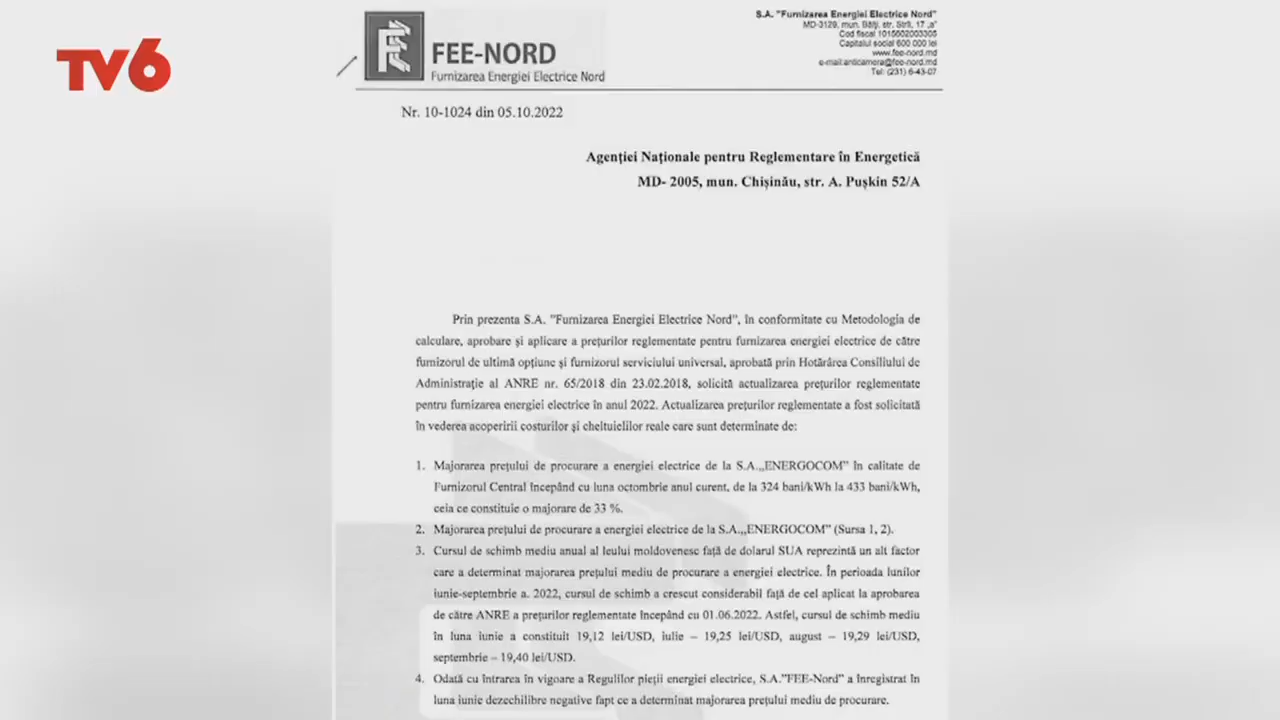 TV6
FEE-NORD
Furnizarea Energiei Electrice Nord
S.A. "Furnizarea Energiei Electrice Nord"
MD-3129, mun. Bălți, str. Strîi, 17 „a"
Cod fiscal 1015602003305
Capitalul social 600 000 lei
www.fee-nord.md
e-mail:anticamera@fee-nord.md
Tel: (231) 6-43-07
Nr. 10-1024 din 05.10.2022
Agenției Naționale pentru Reglementare în Energetică
MD- 2005, mun. Chișinău, str. A. Pușkin 52/A
Prin prezenta S.A. "Furnizarea Energiei Electrice Nord", în conformitate cu Metodologia de
calculare, aprobare și aplicare a prețurilor reglementate pentru furnizarea energiei electrice de către
furnizorul de ultimă opțiune și furnizorul serviciului universal, aprobată prin Hotărârea Consiliului de
Administrație al ANRE nr. 65/2018 din 23.02.2018, solicită actualizarea prețurilor reglementate
pentru furnizarea energiei electrice în anul 2022. Actualizarea prețurilor reglementate a fost solicitată
în vederea acoperirii costurilor și cheltuielilor reale care sunt determinate de:
1. Majorarea prețului de procurare a energiei electrice de la S.A.„ENERGOCOM" în calitate de
Furnizorul Central începând cu luna octombrie anul curent, de la 324 bani/kWh la 433 bani/kWh,
ceia ce constituie o majorare de 33 %.
2. Majorarea prețului de procurare a energiei electrice de la S.A.„ENERGOCOM" (Sursa 1, 2).
3. Cursul de schimb mediu anual al leului moldovenesc față de dolarul SUA reprezintă un alt factor
care a determinat majorarea prețului mediu de procurare a energiei electrice. În perioada lunilor
iunie-septembrie a. 2022, cursul de schimb a crescut considerabil față de cel aplicat la aprobarea
de către ANRE a prețurilor reglementate începând cu 01.06.2022. Astfel, cursul de schimb mediu
în luna iunie a constituit 19,12 lei/USD, iulie – 19,25 lei/USD, august – 19,29 lei/USD,
septembrie – 19,40 lei/USD.
4. Odată cu intrarea în vigoare a Regulilor pieții energiei electrice, S.A."FEE-Nord" a înregistrat în
luna iunie dezechilibre negative fapt ce a determinat majorarea prețului mediu de procurare.